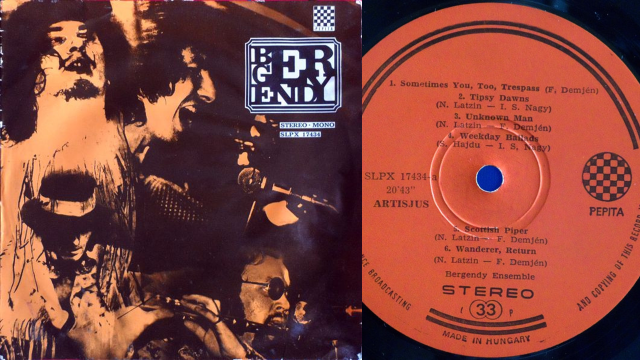 PEPITA
BERGENDY
STEREO - MONO
SLPX 17434
1. Sometimes You, Too, Trespass (F. Demjén)
2. Tipsy Dawns
(N. Latzin — I. S. Nagy)
3. Unknown Man
(N. Latzin — F. Demjén)
4. Weekday Ballads
(S. Hajdu — I. S. Nagy)
SLPX 17434-a
20'43"
ARTISJUS
PEPITA
5. Scottish Piper
(N. Latzin — F. Demjén)
6. Wanderer, Return
(N. Latzin — F. Demjén)
Bergendy Ensemble
STEREO
33 P
MADE IN HUNGARY
BROADCASTING
AND COPYING OF THIS RECORD